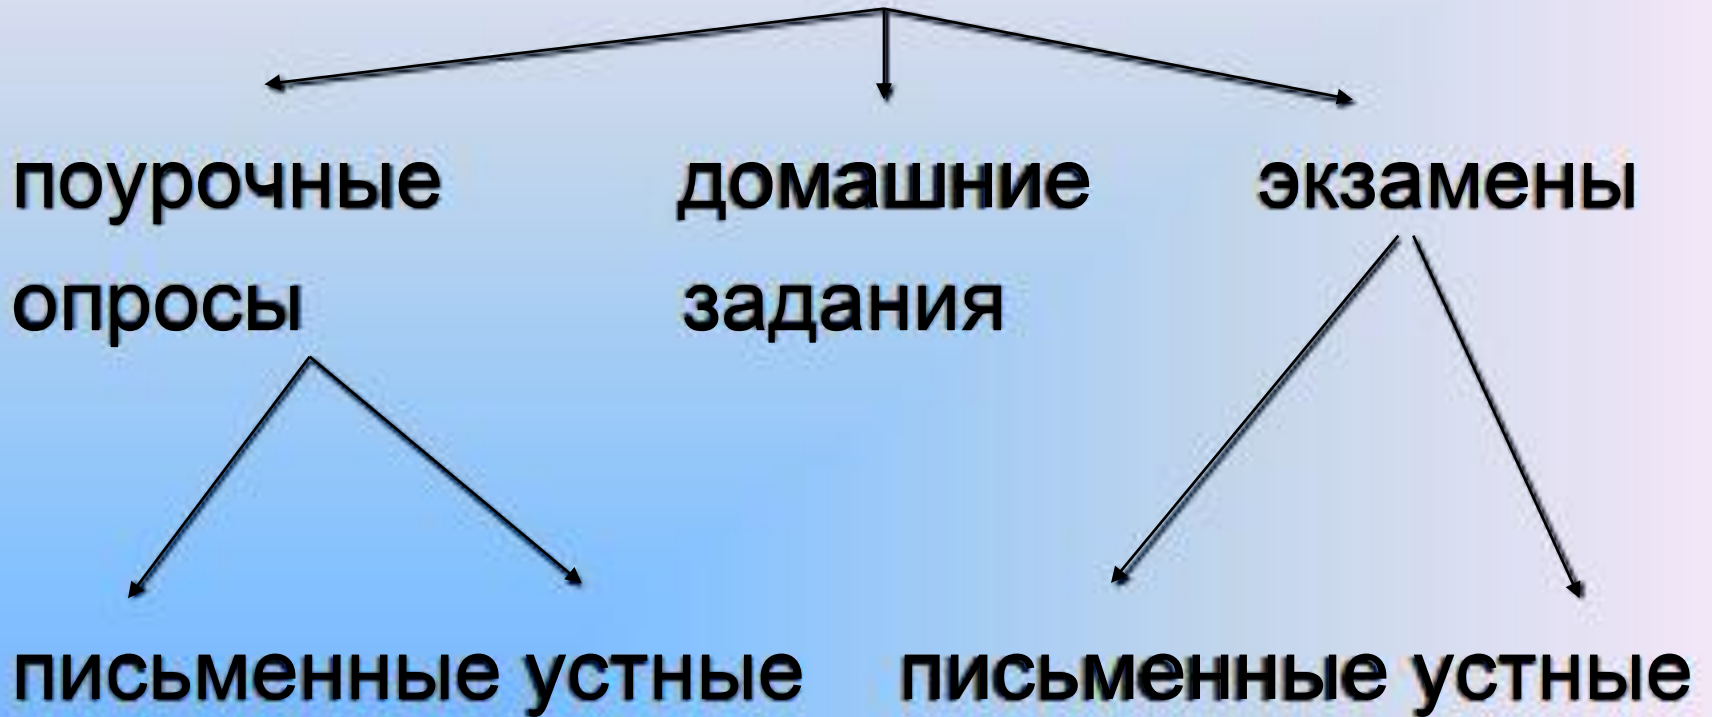 поурочные домашние экзамены
опросы задания
письменные устные письменные устные